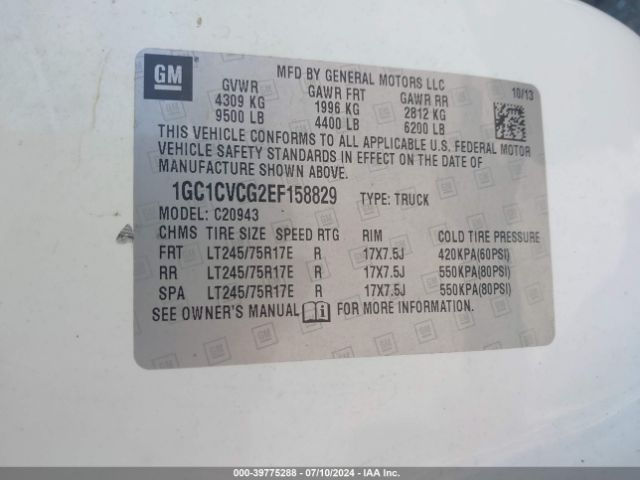 GM
MFD BY GENERAL MOTORS LLC
10/13
GVWR GAWR FRT GAWR RR
4309 KG 1996 KG 2812 KG
9500 LB 4400 LB 6200 LB
THIS VEHICLE CONFORMS TO ALL APPLICABLE U.S. FEDERAL MOTOR
VEHICLE SAFETY STANDARDS IN EFFECT ON THE DATE OF
MANUFACTURE SHOWN ABOVE.
1GC1CVCG2EF158829 TYPE: TRUCK
MODEL: C20943
CHMS TIRE SIZE SPEED RTG RIM COLD TIRE PRESSURE
FRT LT245/75R17E R 17X7.5J 420KPA(60PSI)
RR LT245/75R17E R 17X7.5J 550KPA(80PSI)
SPA LT245/75R17E R 17X7.5J 550KPA(80PSI)
SEE OWNER'S MANUAL i FOR MORE INFORMATION.
000-39775288 - 07/10/2024 - IAA Inc.